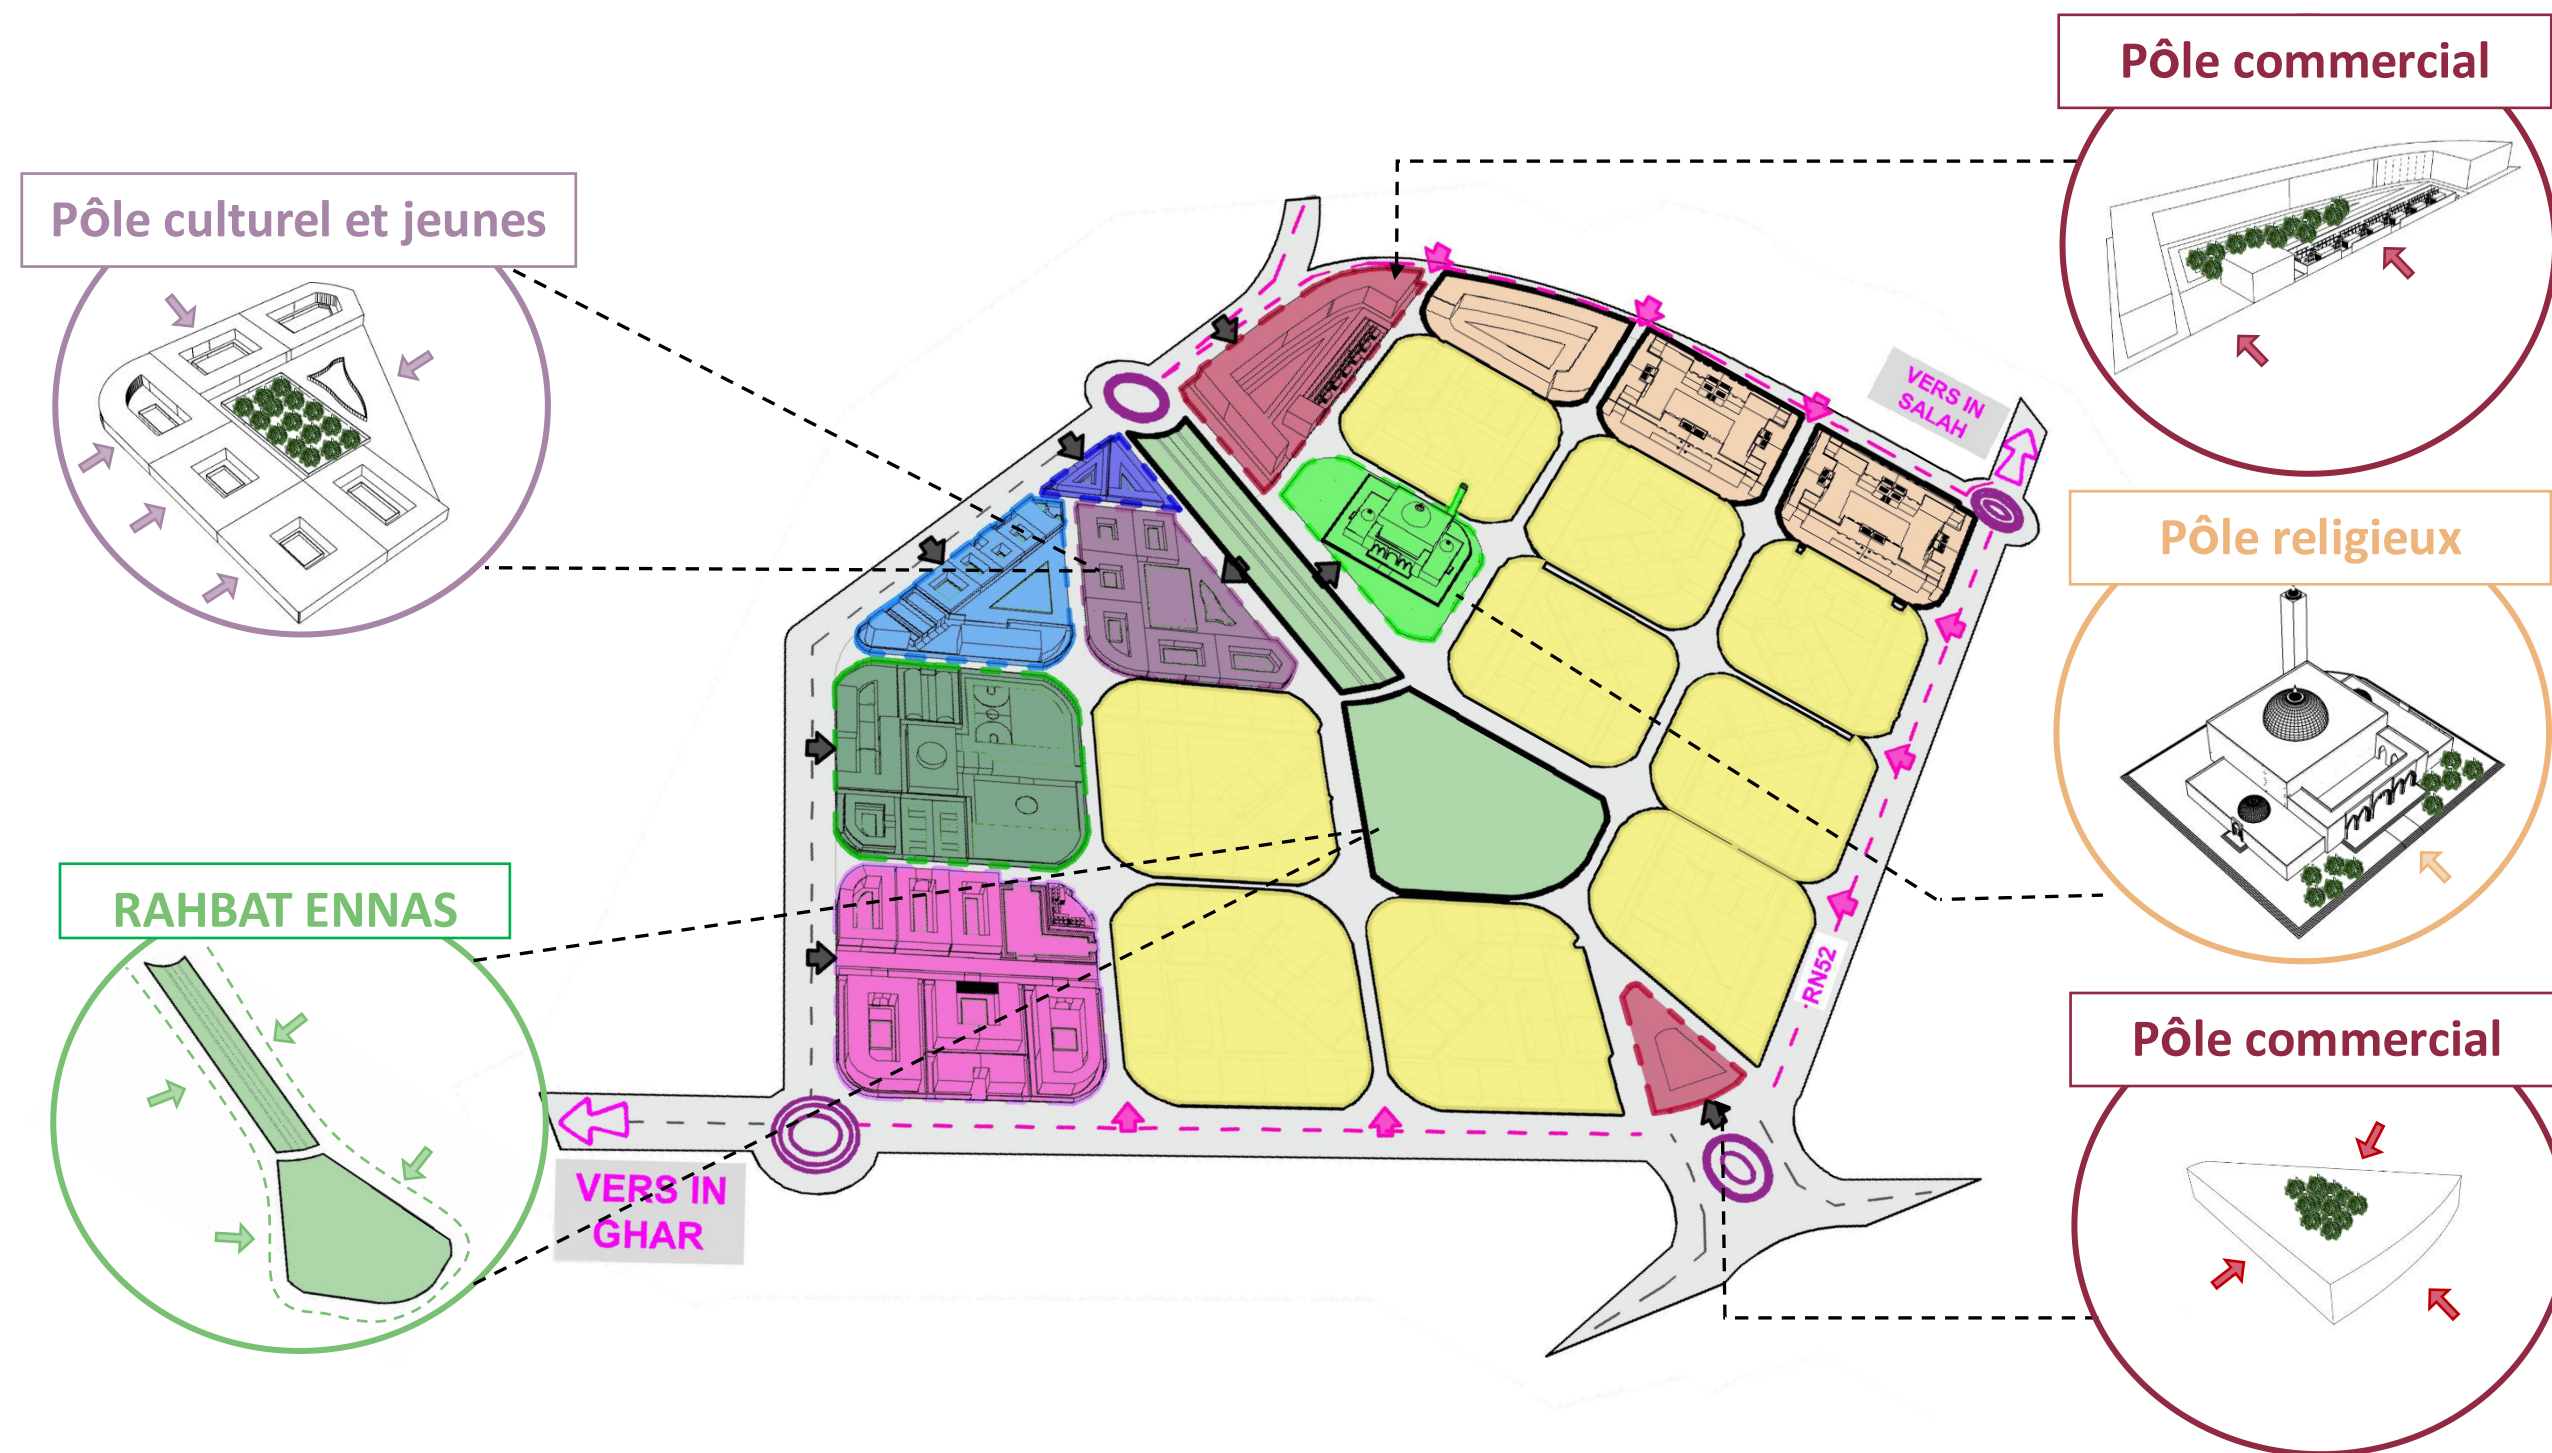 Pôle commercial
Pôle culturel et jeunes
VERS IN
SALAH
Pôle religieux
RAHBAT ENNAS
RN52
Pôle commercial
VERS IN
GHAR